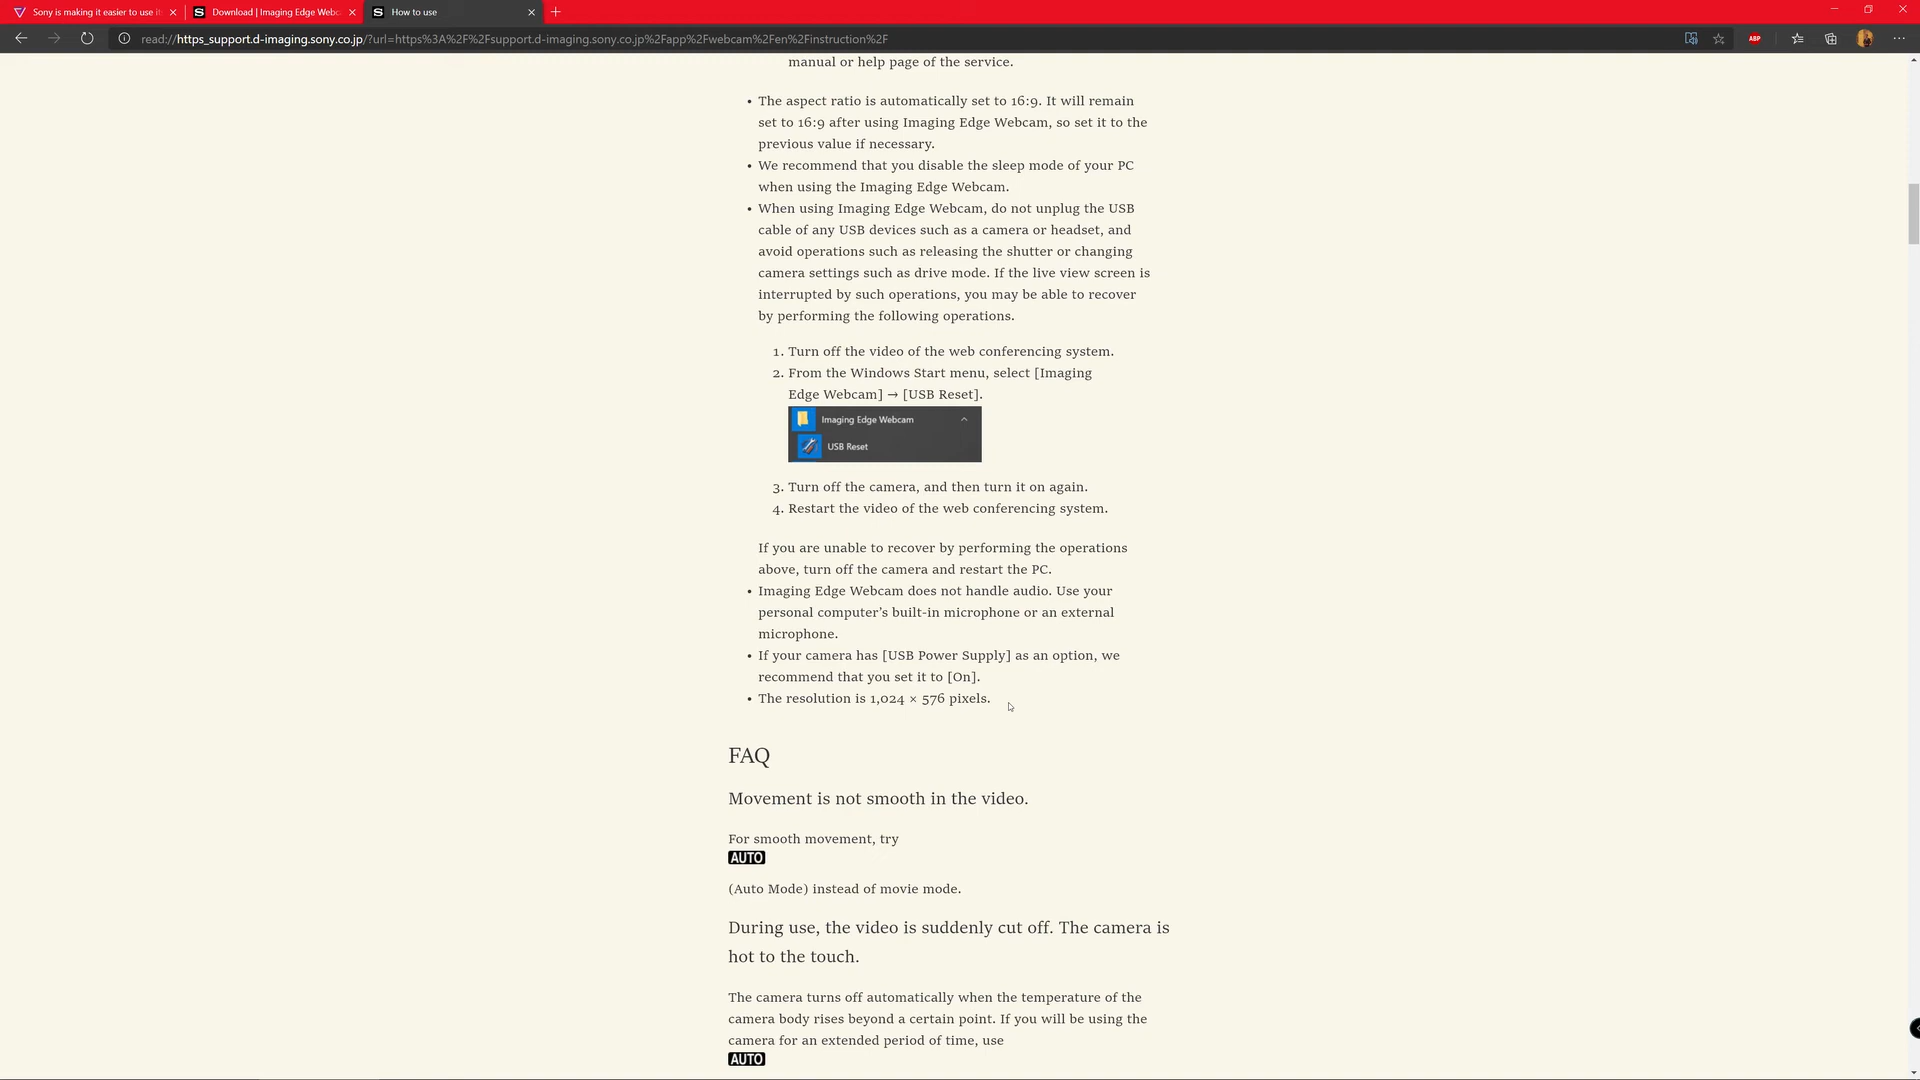 Sony is making it easier to use it
Download | Imaging Edge Webc
How to use
read://https_support.d-imaging.sony.co.jp/?url=https%3A%2F%2Fsupport.d-imaging.sony.co.jp%2Fapp%2Fwebcam%2Fen%2Finstruction%2F
ABP
manual or help page of the service.
• The aspect ratio is automatically set to 16:9. It will remain
set to 16:9 after using Imaging Edge Webcam, so set it to the
previous value if necessary.
• We recommend that you disable the sleep mode of your PC
when using the Imaging Edge Webcam.
• When using Imaging Edge Webcam, do not unplug the USB
cable of any USB devices such as a camera or headset, and
avoid operations such as releasing the shutter or changing
camera settings such as drive mode. If the live view screen is
interrupted by such operations, you may be able to recover
by performing the following operations.
1. Turn off the video of the web conferencing system.
2. From the Windows Start menu, select [Imaging
Edge Webcam] → [USB Reset].
Imaging Edge Webcam
USB Reset
3. Turn off the camera, and then turn it on again.
4. Restart the video of the web conferencing system.
If you are unable to recover by performing the operations
above, turn off the camera and restart the PC.
• Imaging Edge Webcam does not handle audio. Use your
personal computer’s built-in microphone or an external
microphone.
• If your camera has [USB Power Supply] as an option, we
recommend that you set it to [On].
• The resolution is 1,024 × 576 pixels.
FAQ
Movement is not smooth in the video.
For smooth movement, try
AUTO
(Auto Mode) instead of movie mode.
During use, the video is suddenly cut off. The camera is
hot to the touch.
The camera turns off automatically when the temperature of the
camera body rises beyond a certain point. If you will be using the
camera for an extended period of time, use
AUTO